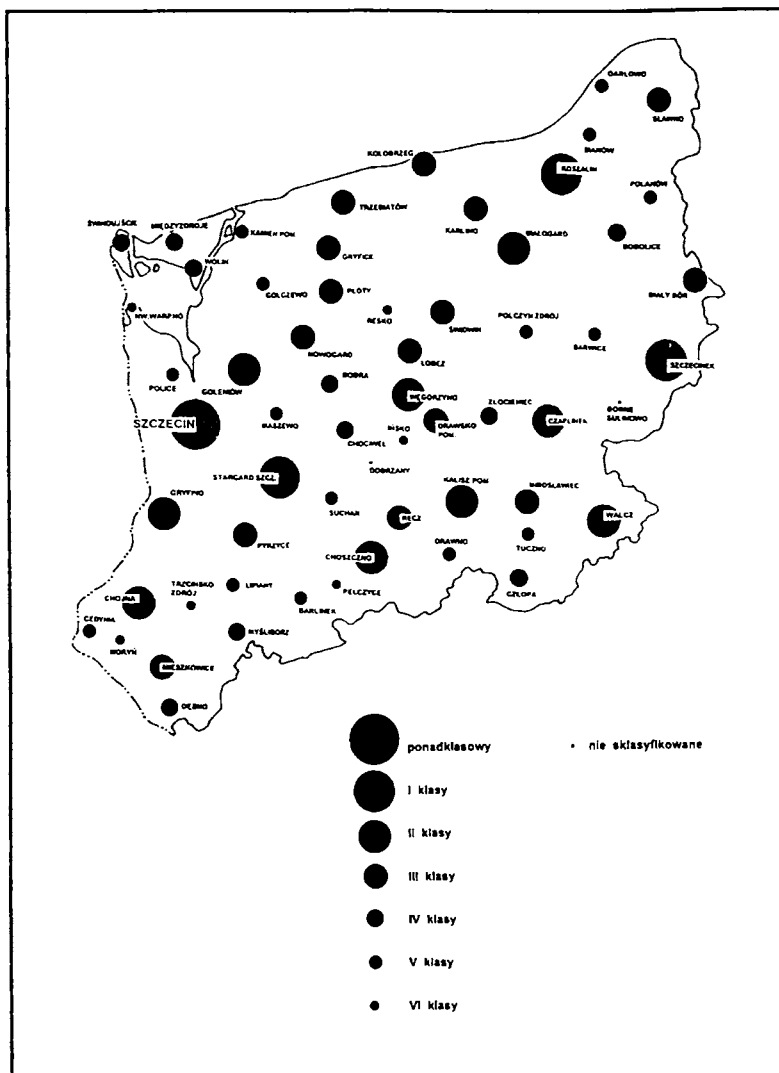 DARŁOWO
SŁAWNO
SIANÓW
KOŁOBRZEG
KOSZALIN
POLANÓW
TRZEBIATÓW
KARLINO
BIAŁOGARD
ŚWINOUJŚCIE
MIĘDZYZDROJE
KAMIEŃ POM.
BOBOLICE
GRYFICE
WOLIN
BIAŁY BÓR
GOLCZEWO
PŁOTY
NW.WARPNO
RESKO
ŚWIDWIN
POŁCZYN ZDRÓJ
BARWICE
NOWOGARD
ŁOBEZ
SZCZECINEK
POLICE
GOLENIÓW
DOBRA
WĘGORZYNO
ZŁOCIENIEC
BORNE
SULINOWO
SZCZECIN
MASZEWO
CHOCIWEL
IŃSKO
DRAWSKO
POM.
CZAPLINEK
DOBRZANY
STARGARD SZCZ.
KALISZ POM.
MIROSŁAWIEC
GRYFINO
SUCHAŃ
RECZ
WAŁCZ
PYRZYCE
CHOSZCZNO
DRAWNO
TUCZNO
CHOJNA
TRZCIŃSKO
ZDRÓJ
LIPIANY
PEŁCZYCE
BARLINEK
CZŁOPA
CEDYNIA
MORYŃ
MYŚLIBÓRZ
MIESZKOWICE
DĘBNO
ponadklasowy
• nie sklasyfikowane
I klasy
II klasy
III klasy
IV klasy
V klasy
VI klasy